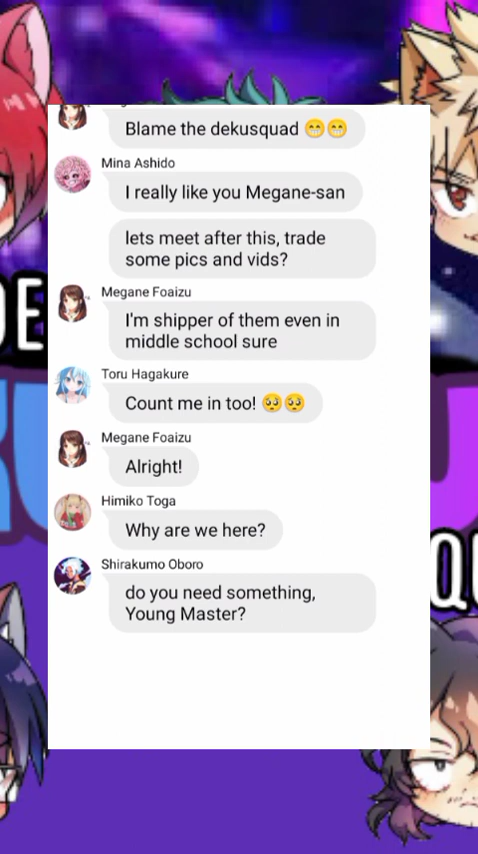 Blame the dekusquad 😁😁
Mina Ashido
I really like you Megane-san
lets meet after this, trade
some pics and vids?
Megane Foaizu
I'm shipper of them even in
middle school sure
Toru Hagakure
Count me in too! 🥺🥺
Megane Foaizu
Alright!
Himiko Toga
Why are we here?
Shirakumo Oboro
do you need something,
Young Master?